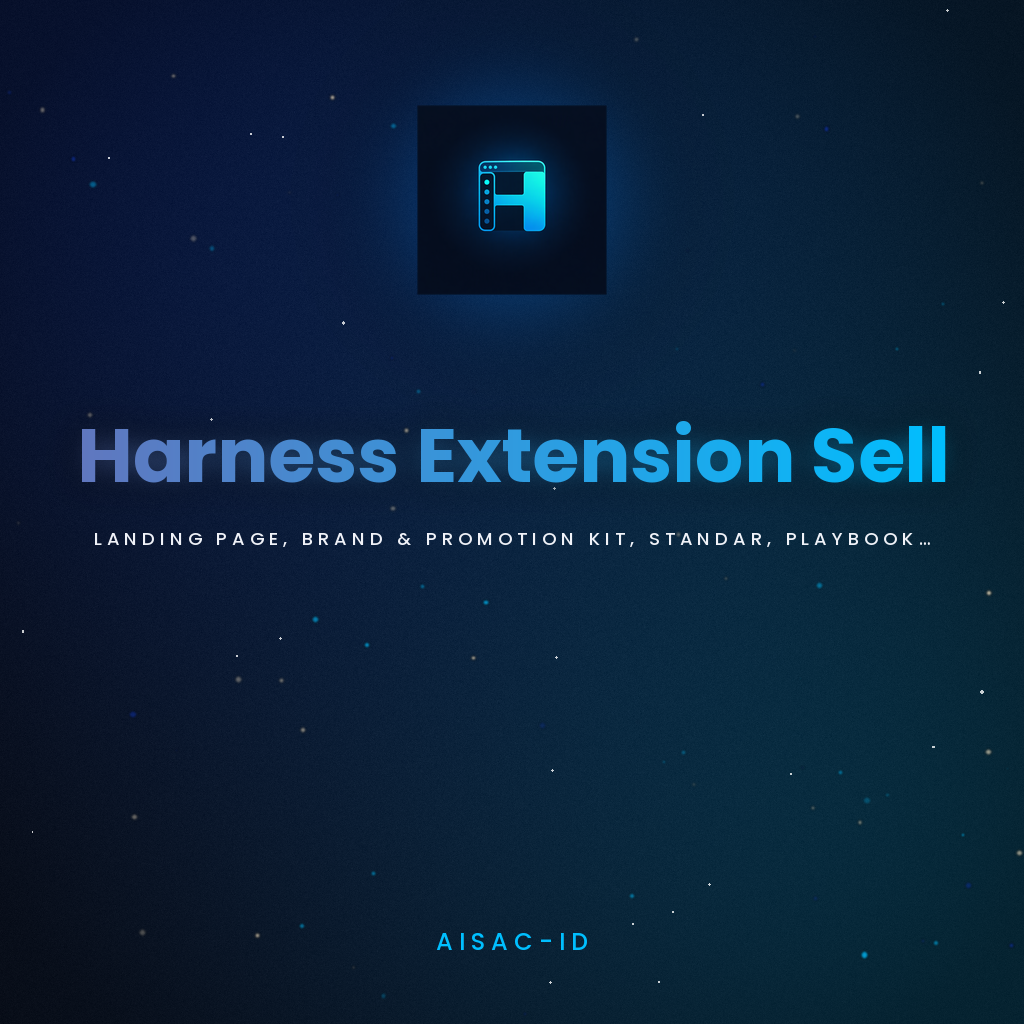 Harness Extension Sell
LANDING PAGE, BRAND & PROMOTION KIT, STANDAR, PLAYBOOK…
AISAC-ID